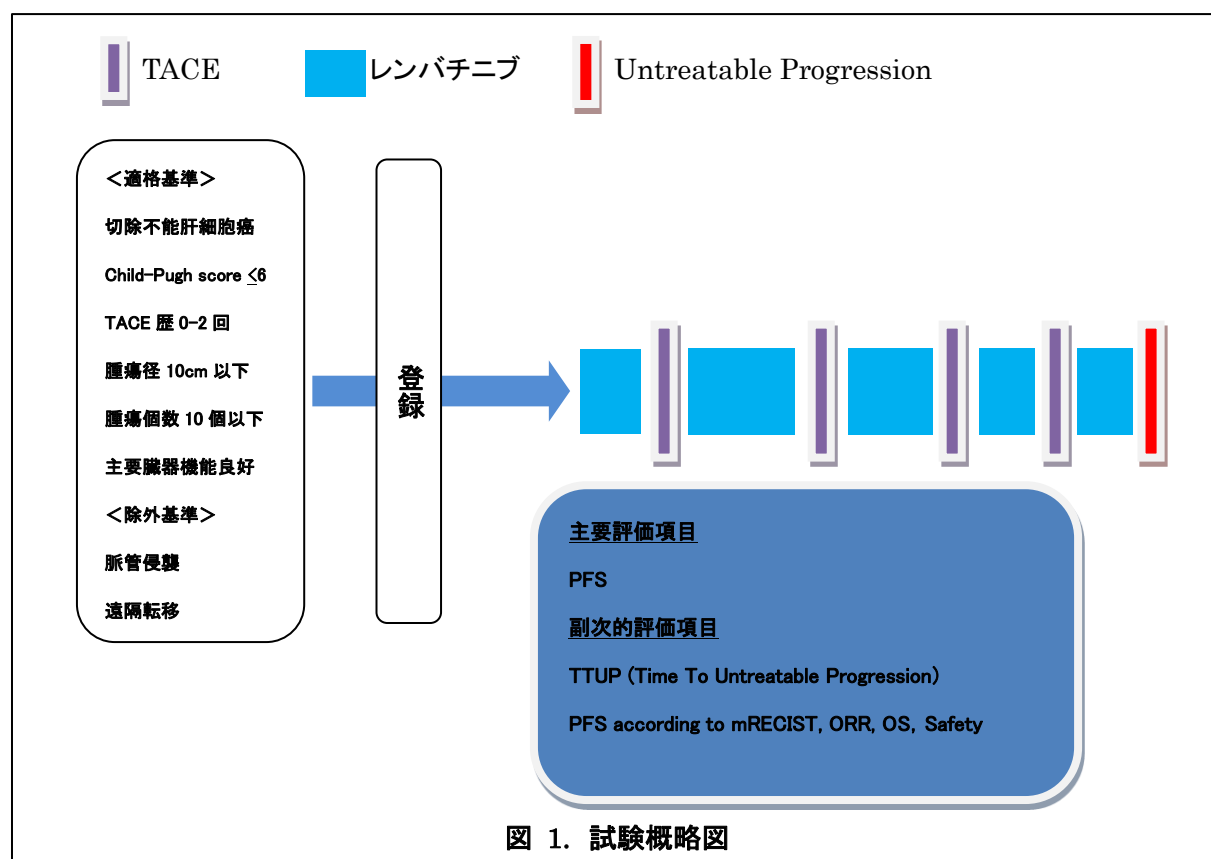 TACE
レンバチニブ
Untreatable Progression
＜適格基準＞
切除不能肝細胞癌
Child-Pugh score <6
TACE 歴 0-2 回
腫瘍径 10cm 以下
腫瘍個数 10 個以下
主要臓器機能良好
＜除外基準＞
脈管侵襲
遠隔転移
登録
主要評価項目
PFS
副次的評価項目
TTUP (Time To Untreatable Progression)
PFS according to mRECIST, ORR, OS, Safety
図 1. 試験概略図